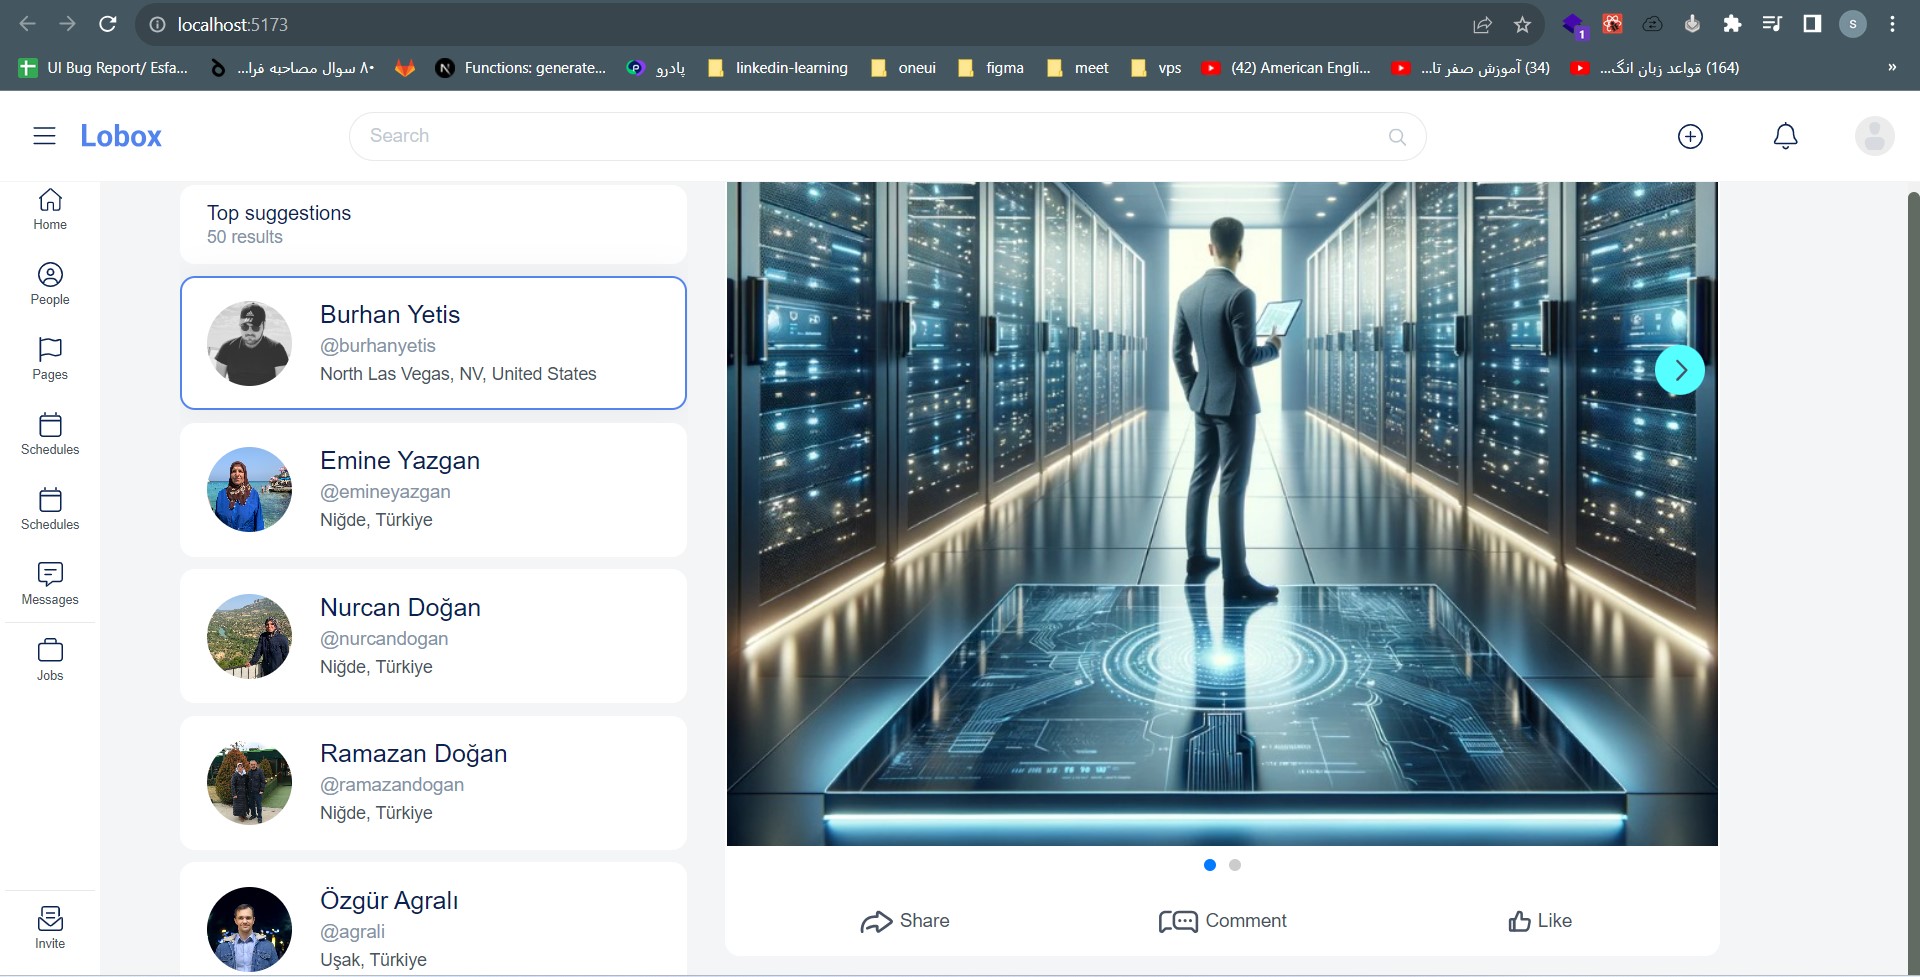 localhost:5173
S
1
UI Bug Report/ Esfa...
۸۰ سوال مصاحبه فرا...
Functions: generate...
پادرو
linkedin-learning
oneui
figma
meet
vps
(42) American Engli...
(34) آموزش صفر تا...
(164) قواعد زبان انگ...
»
Lobox
Search
Home
People
Pages
Schedules
Schedules
Messages
Jobs
Invite
Top suggestions
50 results
Burhan Yetis
@burhanyetis
North Las Vegas, NV, United States
Emine Yazgan
@emineyazgan
Niğde, Türkiye
Nurcan Doğan
@nurcandogan
Niğde, Türkiye
Ramazan Doğan
@ramazandogan
Niğde, Türkiye
Özgür Agralı
@agrali
Uşak, Türkiye
Share
Comment
Like